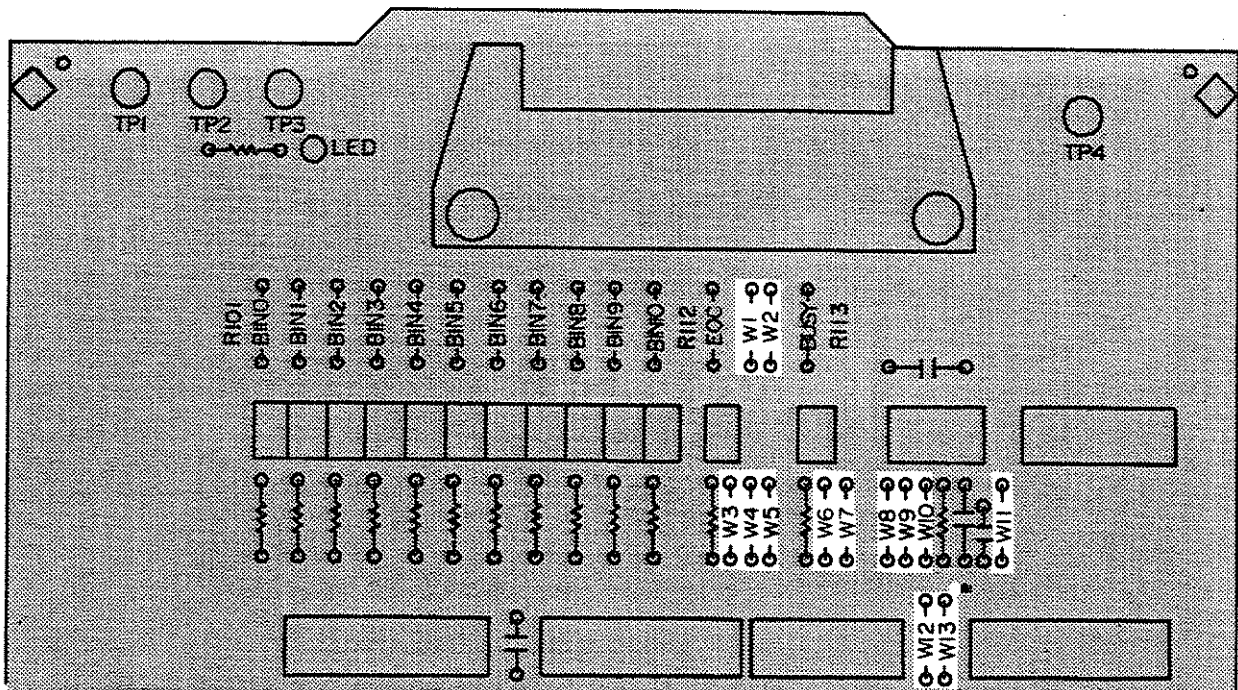 TP1
TP2
TP3
LED
TP4
R101
BIN0
BIN1
BIN2
BIN3
BIN4
BIN5
BIN6
BIN7
BIN8
BIN9
BIN0
R112
EOC
W1
W2
BUSY
R113
W3
W4
W5
W6
W7
W8
W9
W10
W11
W12
W13